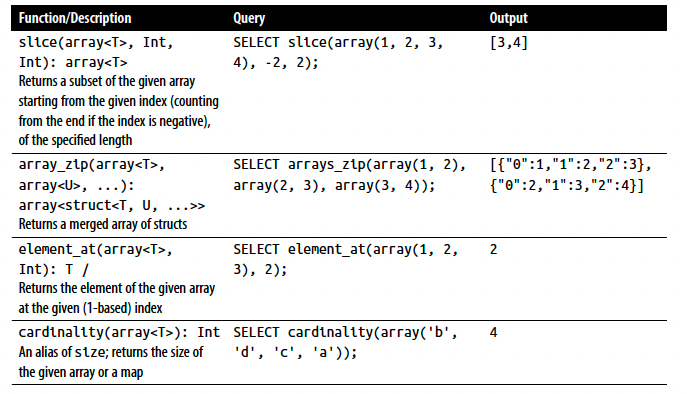 Function/Description Query Output
slice(array<T>, Int, SELECT slice(array(1, 2, 3, [3,4]
Int): array<T> 4), -2, 2);
Returns a subset of the given array
starting from the given index (counting
from the end if the index is negative),
of the specified length
array_zip(array<T>, SELECT arrays_zip(array(1, 2), [{"0":1,"1":2,"2":3},
array<U>, ...): array(2, 3), array(3, 4)); {"0":2,"1":3,"2":4}]
array<struct<T, U, ...>>
Returns a merged array of structs
element_at(array<T>, SELECT element_at(array(1, 2, 2
Int): T / 3), 2);
Returns the element of the given array
at the given (1-based) index
cardinality(array<T>): Int SELECT cardinality(array('b', 4
An alias of size; returns the size of 'd', 'c', 'a'));
the given array or a map